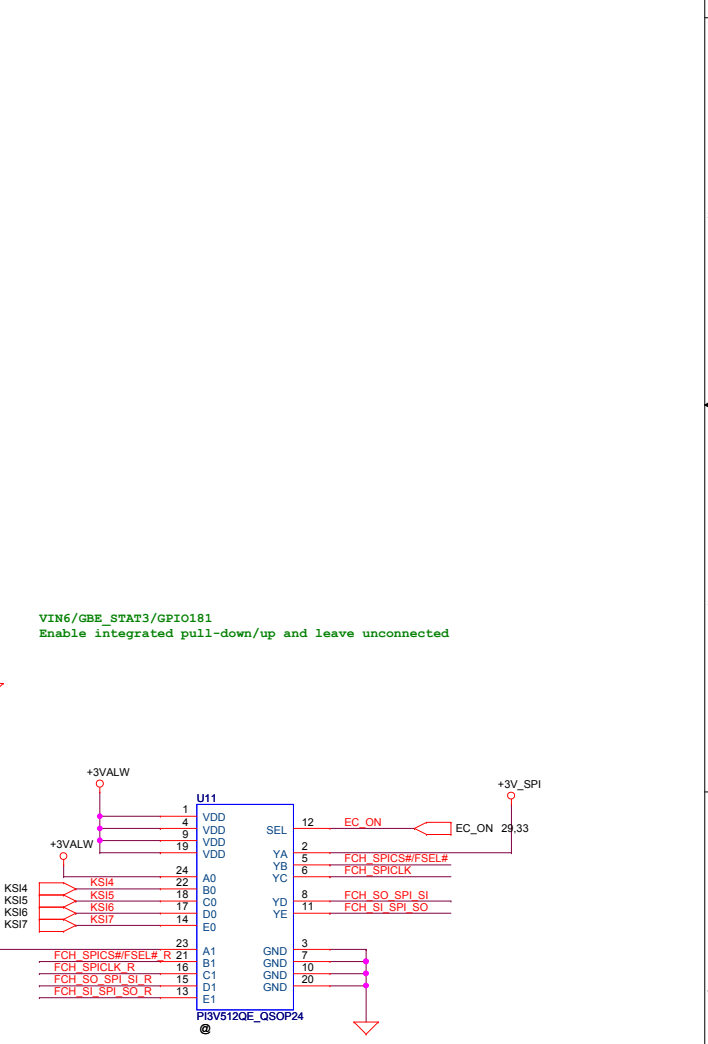 VIN6/GBE_STAT3/GPIO181
Enable integrated pull-down/up and leave unconnected
+3VALW
+3V_SPI
U11
1 VDD
4 VDD
9 VDD
19 VDD
12 SEL EC_ON EC_ON 29,33
+3VALW
2 YA
5 YB FCH_SPICS#/FSEL#
6 YC FCH_SPICLK
24 A0
KSI4 KSI4 22 B0
KSI5 KSI5 18 C0
8 YD FCH_SO_SPI_SI
KSI6 KSI6 17 D0
11 YE FCH_SI_SPI_SO
KSI7 KSI7 14 E0
23 A1 GND 3
FCH_SPICS#/FSEL#_R 21 B1 GND 7
FCH_SPICLK_R 16 C1 GND 10
FCH_SO_SPI_SI_R 15 D1 GND 20
FCH_SI_SPI_SO_R 13 E1
PI3V512QE_QSOP24
@